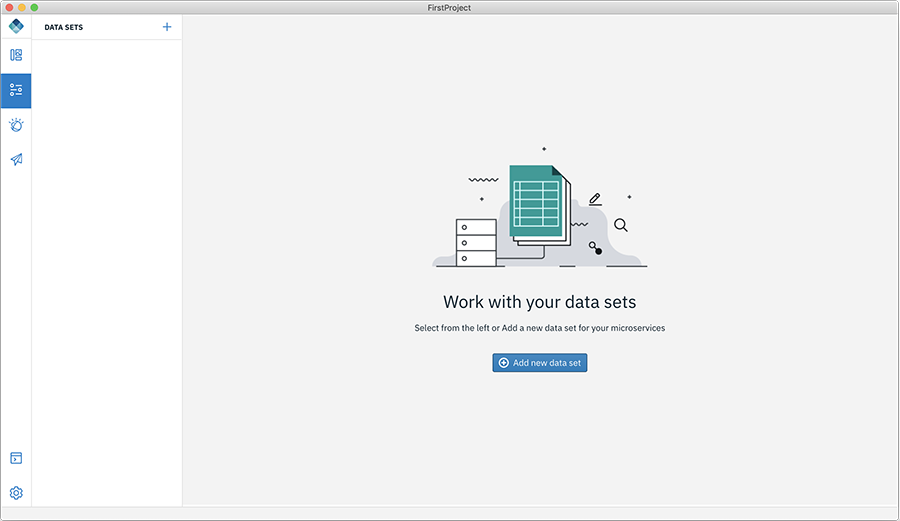 FirstProject
DATA SETS
Work with your data sets
Select from the left or Add a new data set for your microservices
Add new data set